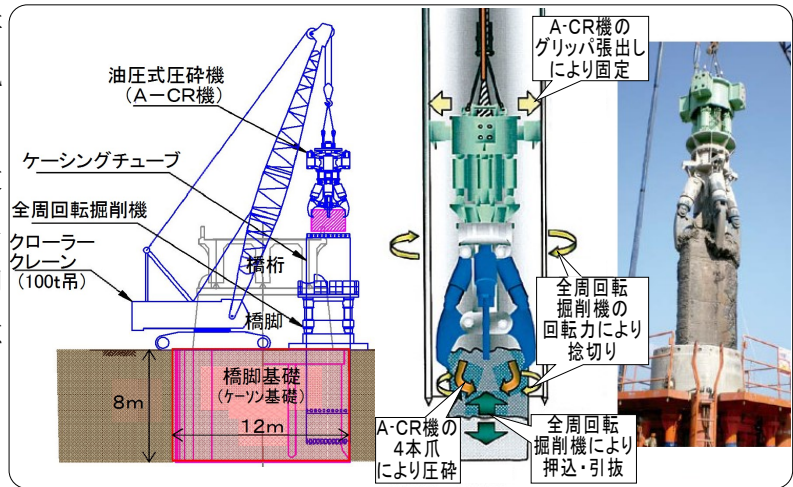 油圧式圧砕機
(A-CR機)
ケーシングチューブ
全周回転掘削機
クローラー
クレーン
(100t吊)
橋桁
橋脚
橋脚基礎
(ケーソン基礎)
8m
12m
A-CR機の
グリッパ張出し
により固定
全周回転
掘削機の
回転力により
捻切り
A-CR機の
4本爪
により圧砕
全周回転
掘削機により
押込・引抜